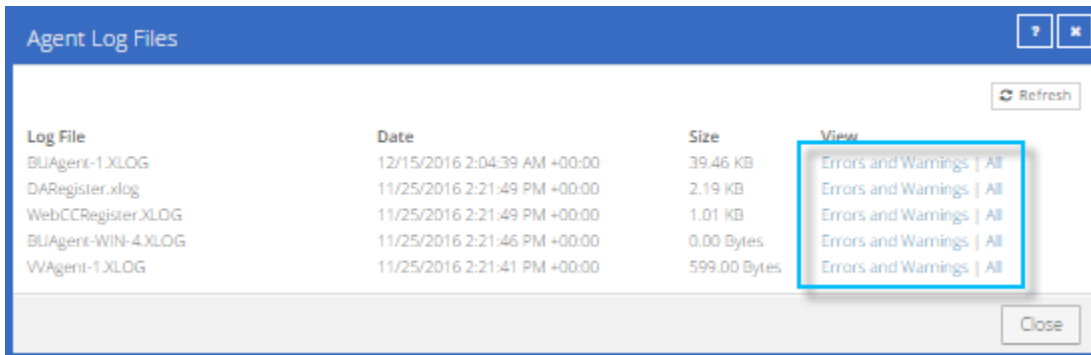 Agent Log Files ? ×
Refresh
Log File Date Size View
BUAgent-1.XLOG 12/15/2016 2:04:39 AM +00:00 39.46 KB Errors and Warnings | All
DARegister.xlog 11/25/2016 2:21:49 PM +00:00 2.19 KB Errors and Warnings | All
WebCCRegister.XLOG 11/25/2016 2:21:49 PM +00:00 1.01 KB Errors and Warnings | All
BUAgent-WIN-4.XLOG 11/25/2016 2:21:46 PM +00:00 0.00 Bytes Errors and Warnings | All
VVAgent-1.XLOG 11/25/2016 2:21:41 PM +00:00 599.00 Bytes Errors and Warnings | All
Close